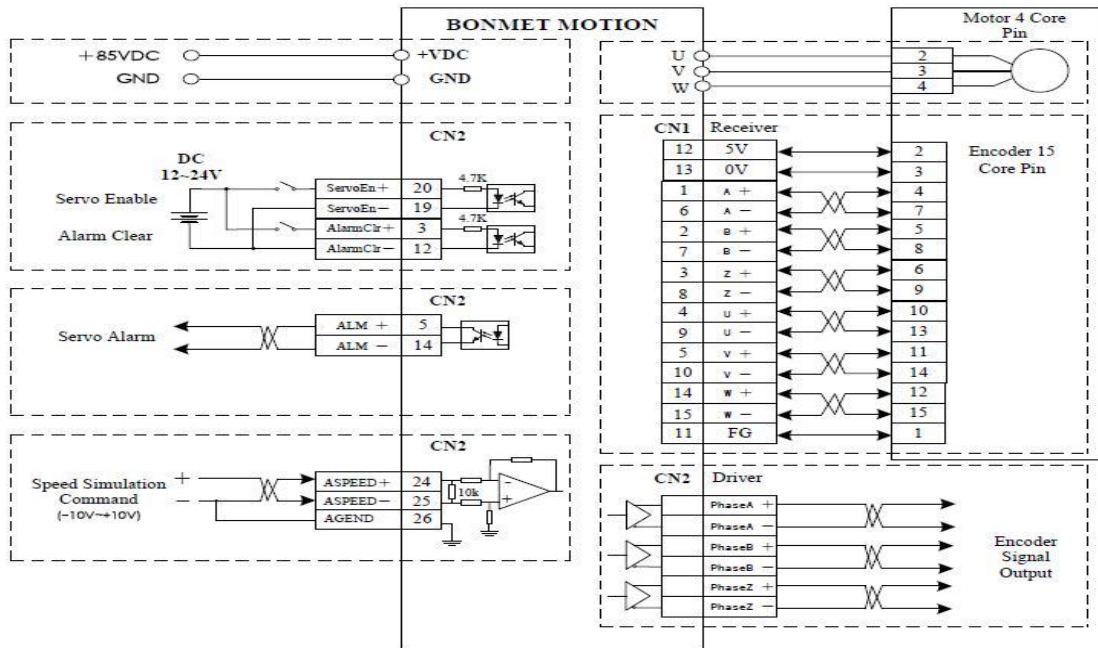 BONMET MOTION
+85VDC +VDC
GND GND
CN2
DC
12~24V
Servo Enable
Alarm Clear
ServoEn+ 20 4.7K
ServoEn− 19
AlarmClr+ 3 4.7K
AlarmClr− 12
CN2
Servo Alarm
ALM + 5
ALM − 14
CN2
Speed Simulation
Command
(−10V~+10V)
+
−
ASPEED+ 24
ASPEED− 25
AGEND 26
10k
−
+
Motor 4 Core
Pin
U 2
V 3
W 4
CN1 Receiver
Encoder 15
Core Pin
12 5V 2
13 0V 3
1 A + 4
6 A − 7
2 B + 5
7 B − 8
3 Z + 6
8 Z − 9
4 U + 10
9 U − 13
5 V + 11
10 V − 14
14 W + 12
15 W − 15
11 FG 1
CN2 Driver
PhaseA +
PhaseA −
PhaseB +
PhaseB −
PhaseZ +
PhaseZ −
Encoder
Signal
Output